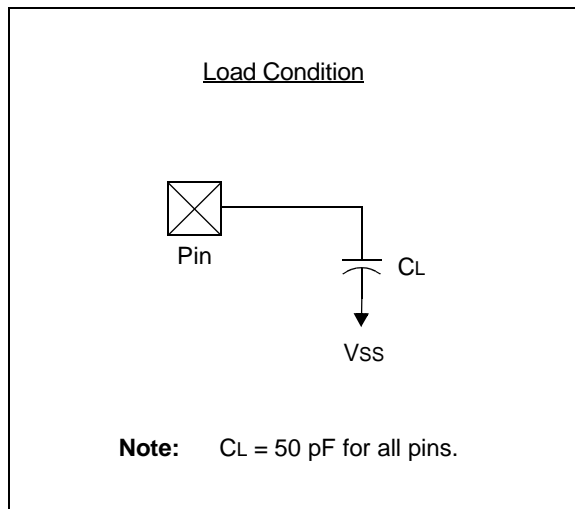 Load Condition
Pin
CL
VSS
Note: CL = 50 pF for all pins.